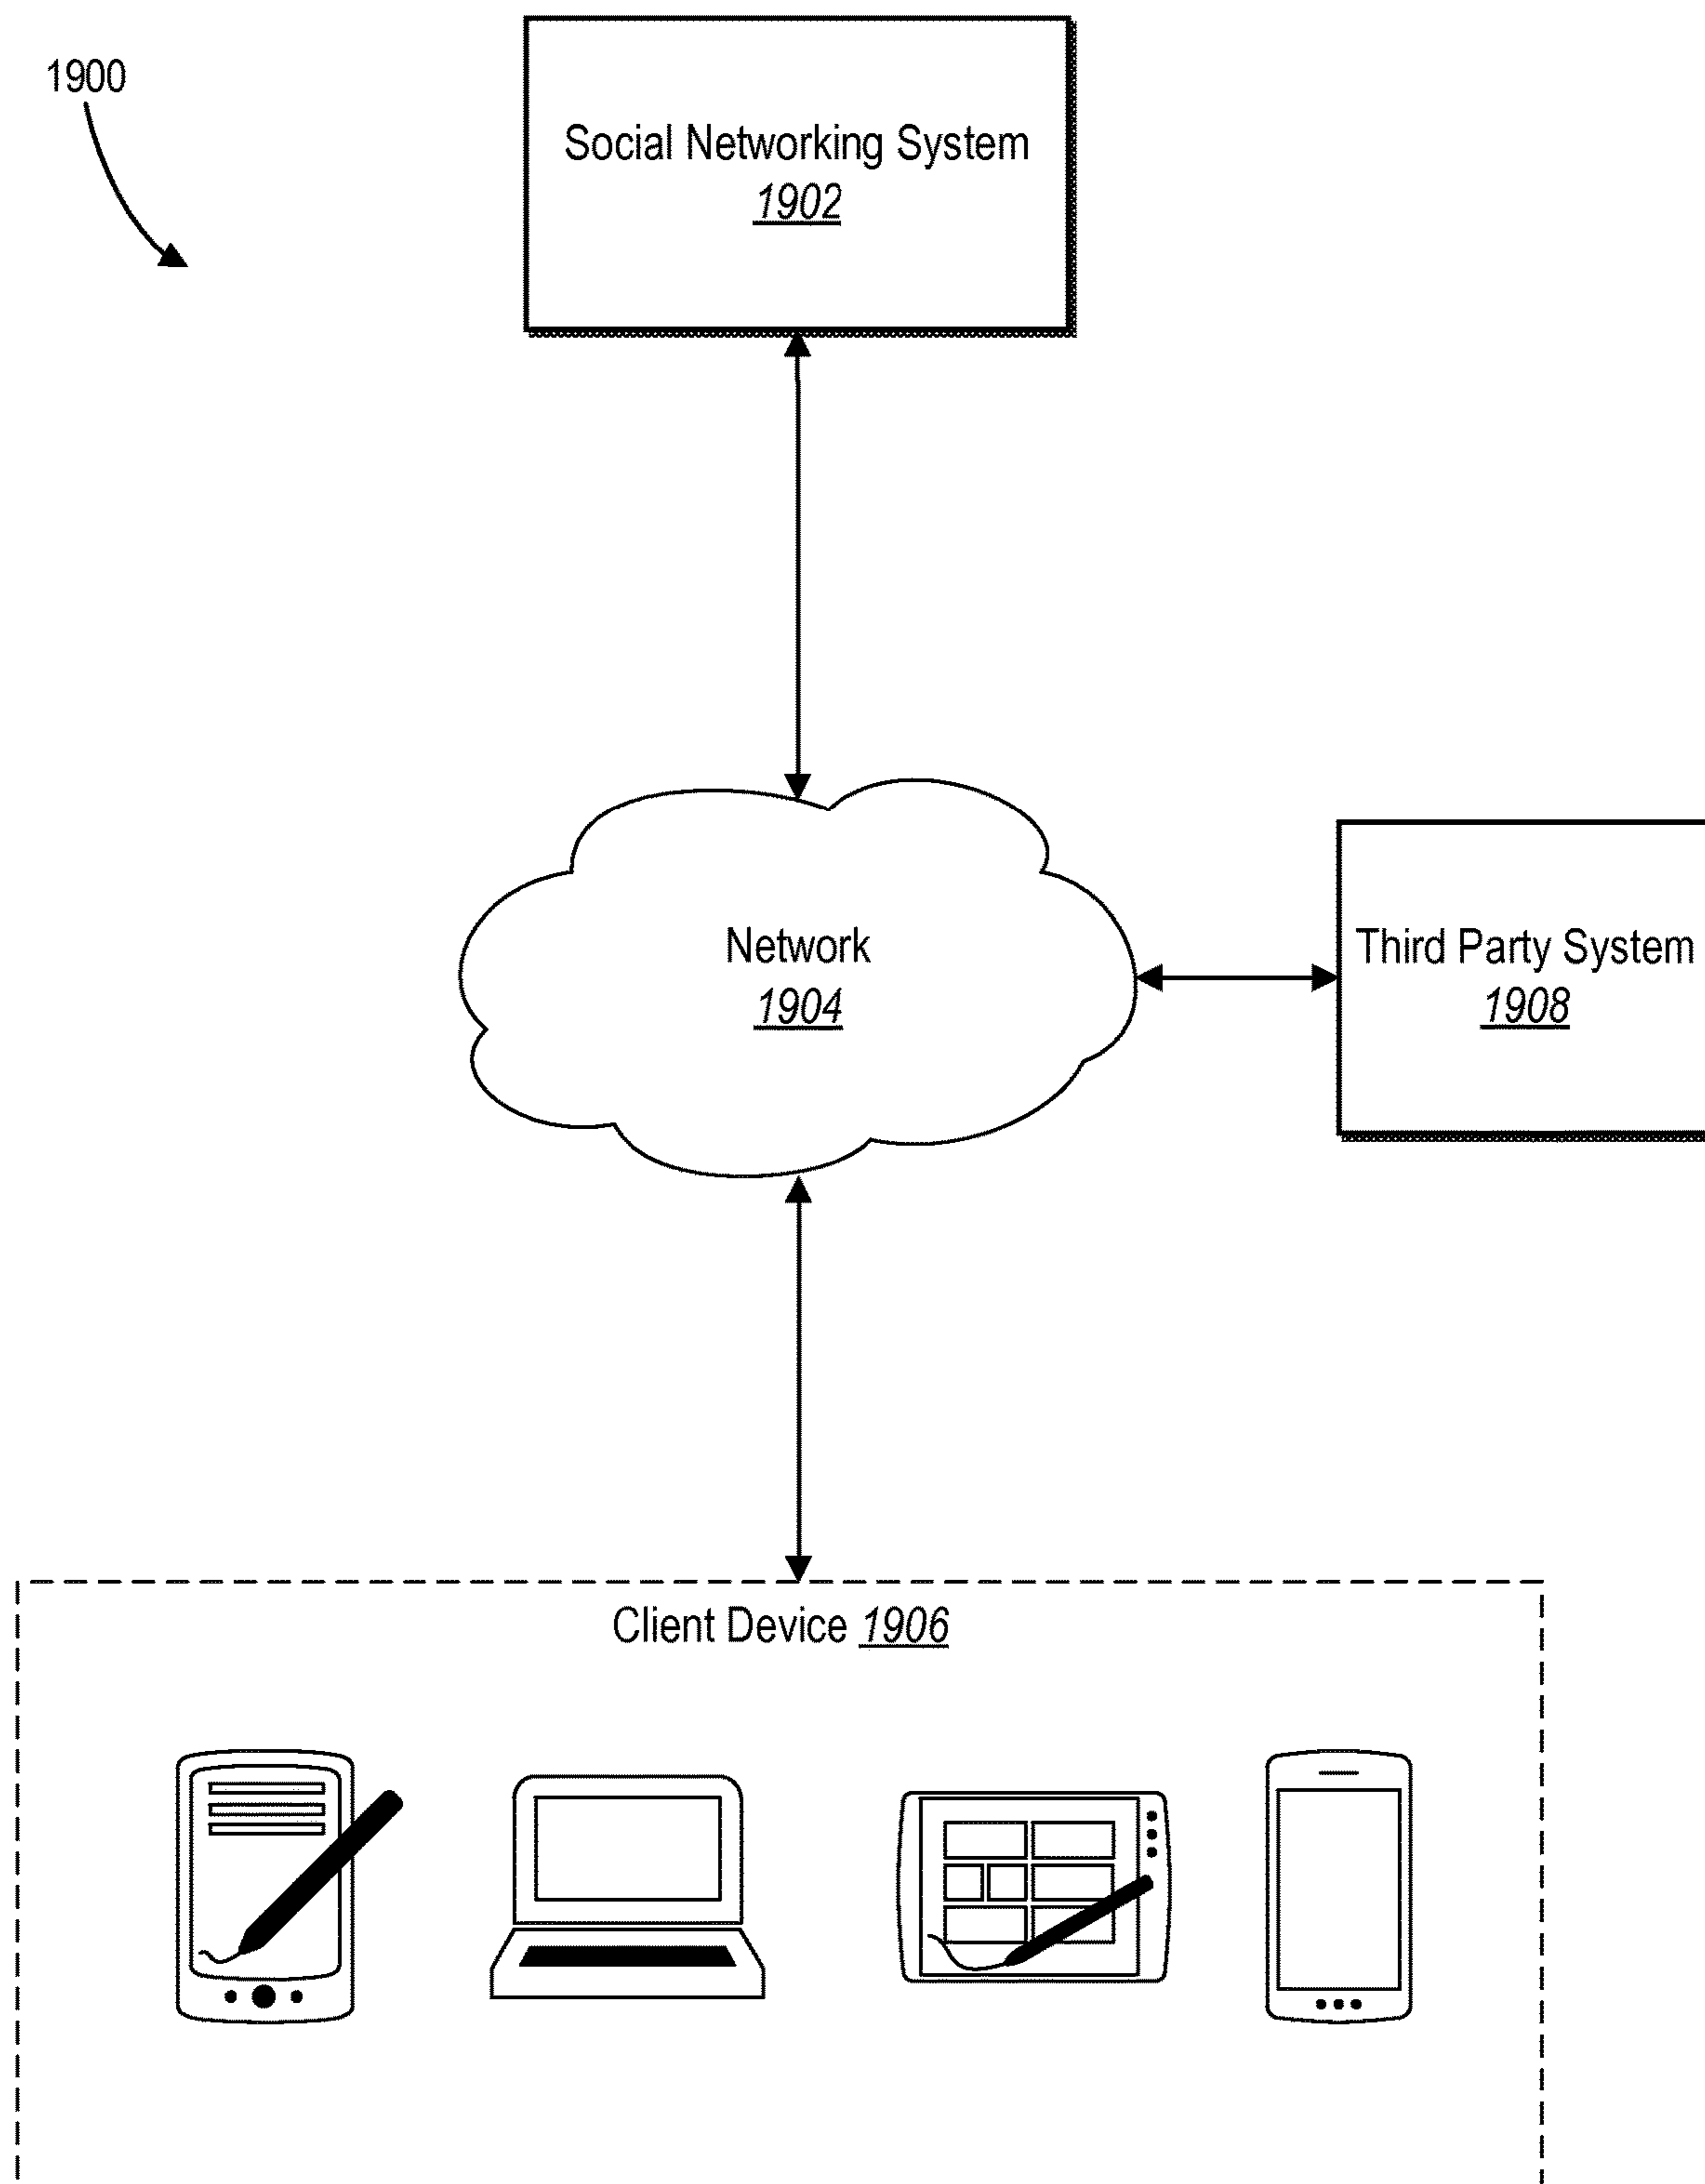 1900
Social Networking System
1902
Network
1904
Third Party System
1908
Client Device 1906